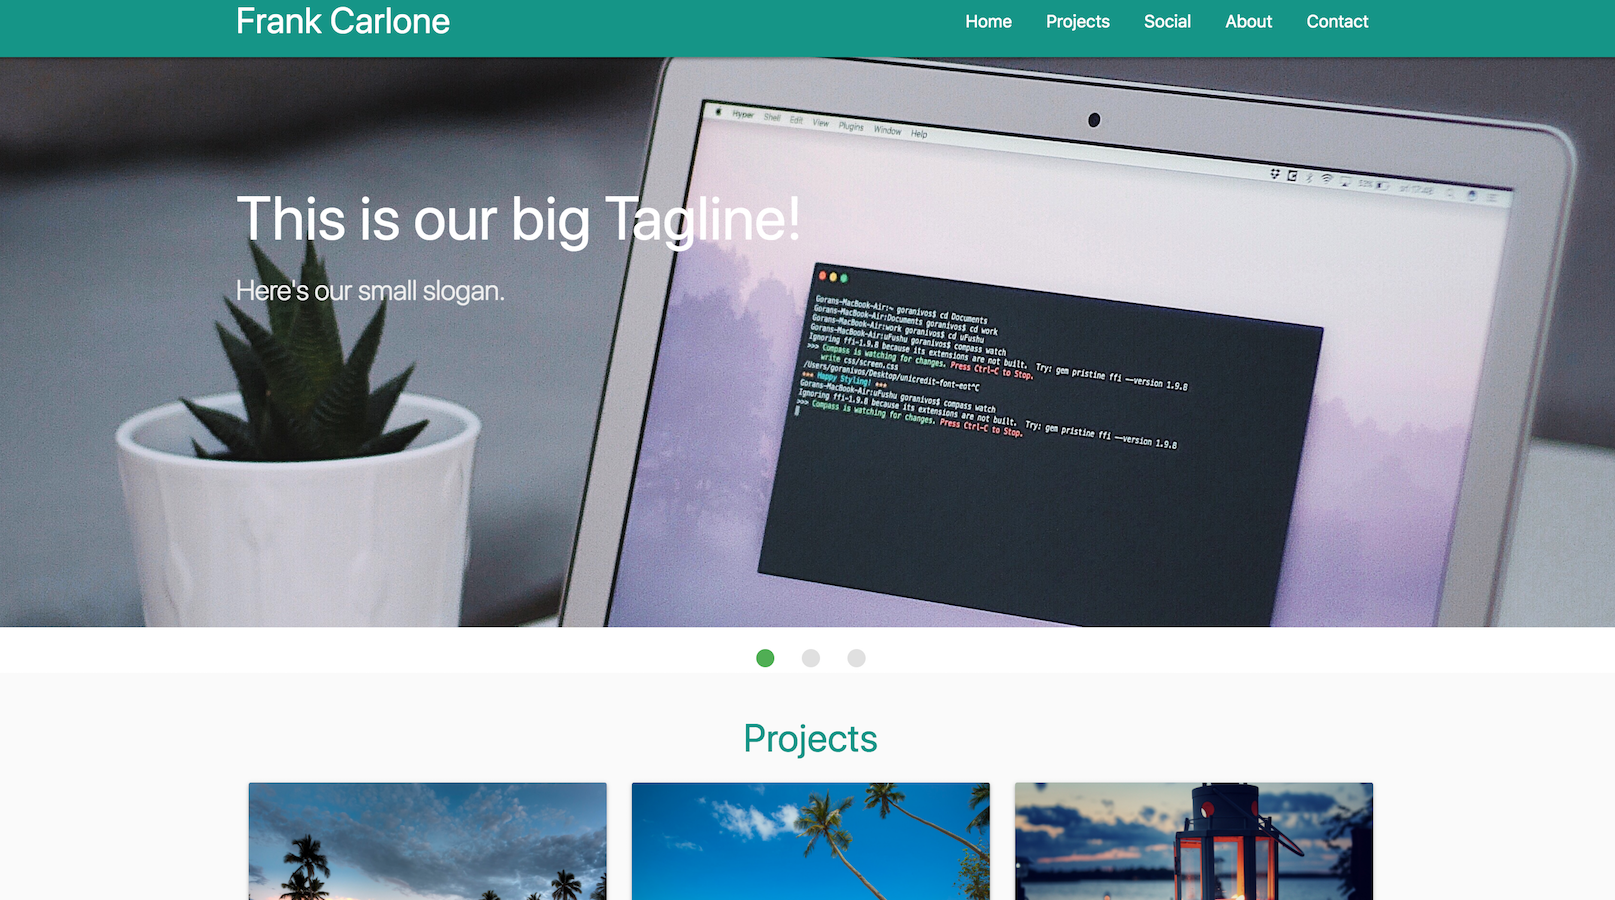 Frank Carlone
Home Projects Social About Contact
Hyper Shell Edit View Plugins Window Help
This is our big Tagline!
Here's our small slogan.
Gorans-MacBook-Air:~ goranivos$ cd Documents
Gorans-MacBook-Air:Documents goranivos$ cd work
Gorans-MacBook-Air:work goranivos$ cd uFushu
Gorans-MacBook-Air:uFushu goranivos$ compass watch
Ignoring ffi-1.9.8 because its extensions are not built. Try: gem pristine ffi --version 1.9.8
>>> Compass is watching for changes. Press Ctrl-C to Stop.
write css/screen.css
/Users/goranivos/Desktop/unicredit-font-eot^C
*** Happy Styling! ***
Gorans-MacBook-Air:uFushu goranivos$ compass watch
Ignoring ffi-1.9.8 because its extensions are not built. Try: gem pristine ffi --version 1.9.8
>>> Compass is watching for changes. Press Ctrl-C to Stop.
Projects